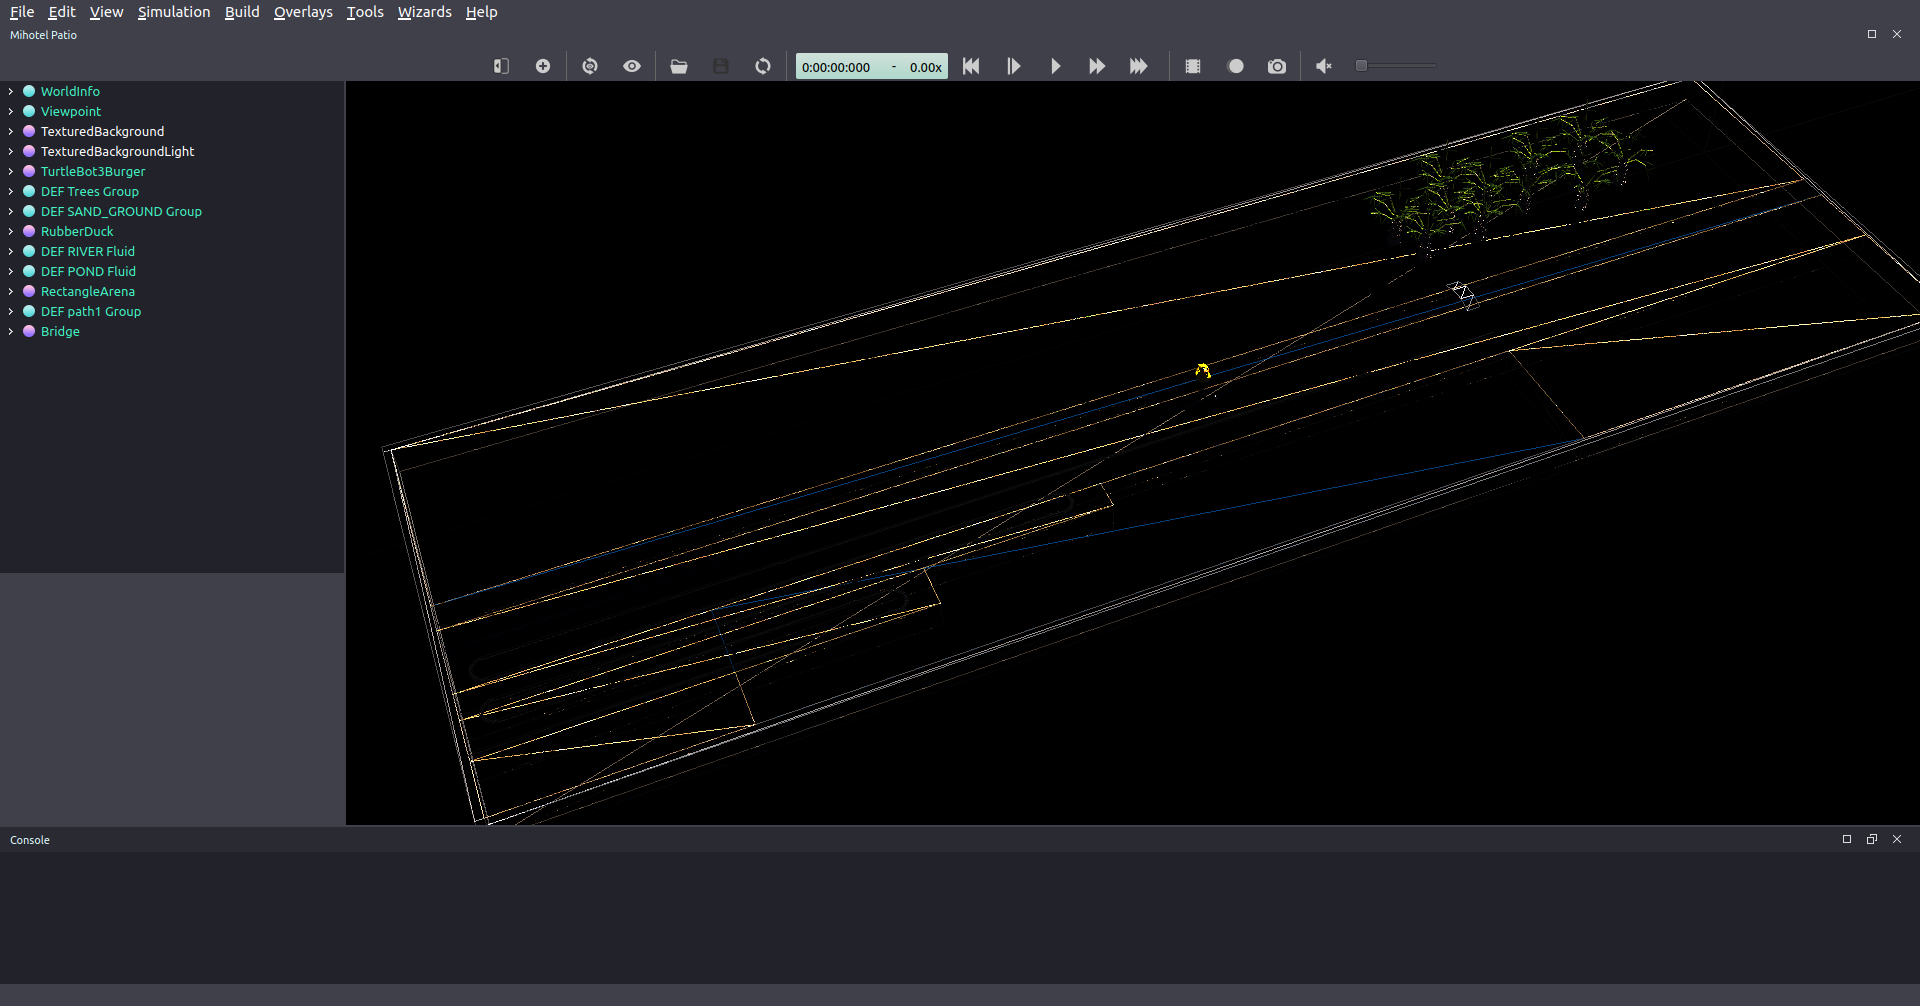 File Edit View Simulation Build Overlays Tools Wizards Help
Mihotel Patio
0:00:00:000 - 0.00x
WorldInfo
Viewpoint
TexturedBackground
TexturedBackgroundLight
TurtleBot3Burger
DEF Trees Group
DEF SAND_GROUND Group
RubberDuck
DEF RIVER Fluid
DEF POND Fluid
RectangleArena
DEF path1 Group
Bridge
Console